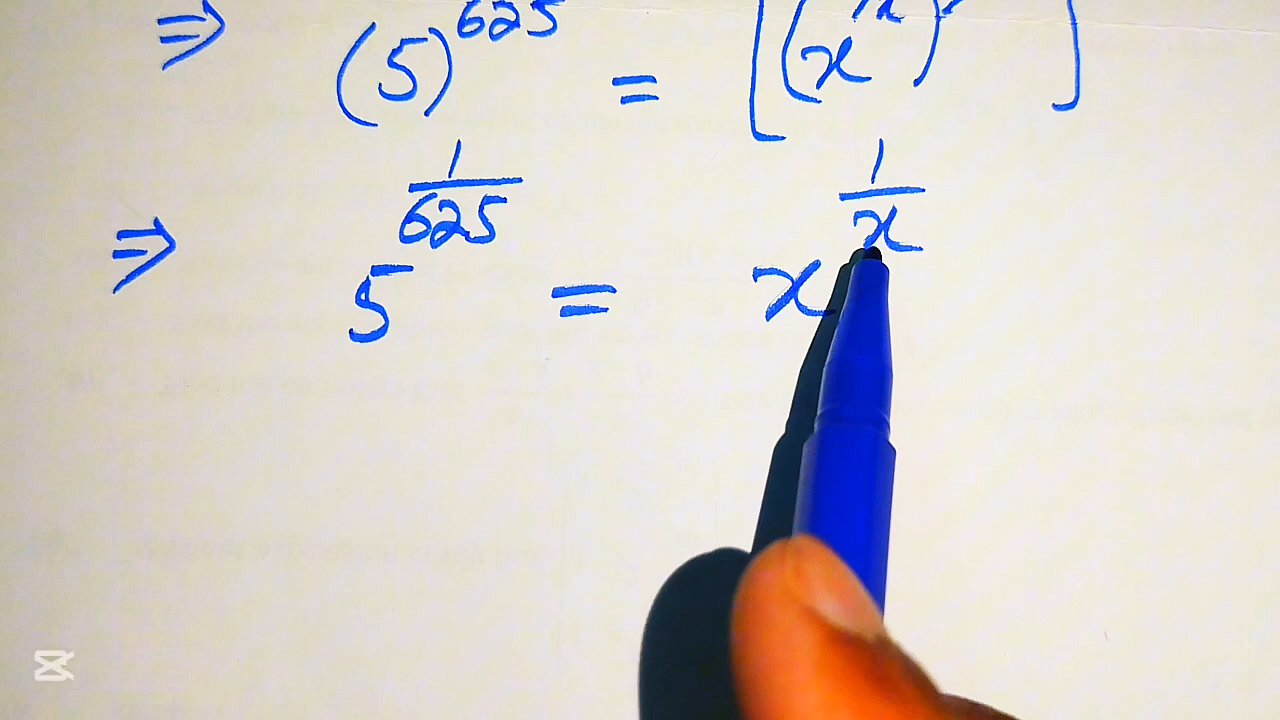 ⇒ (5)^625 = [(x^
⇒ 5^(1/625) = x^(1/x)